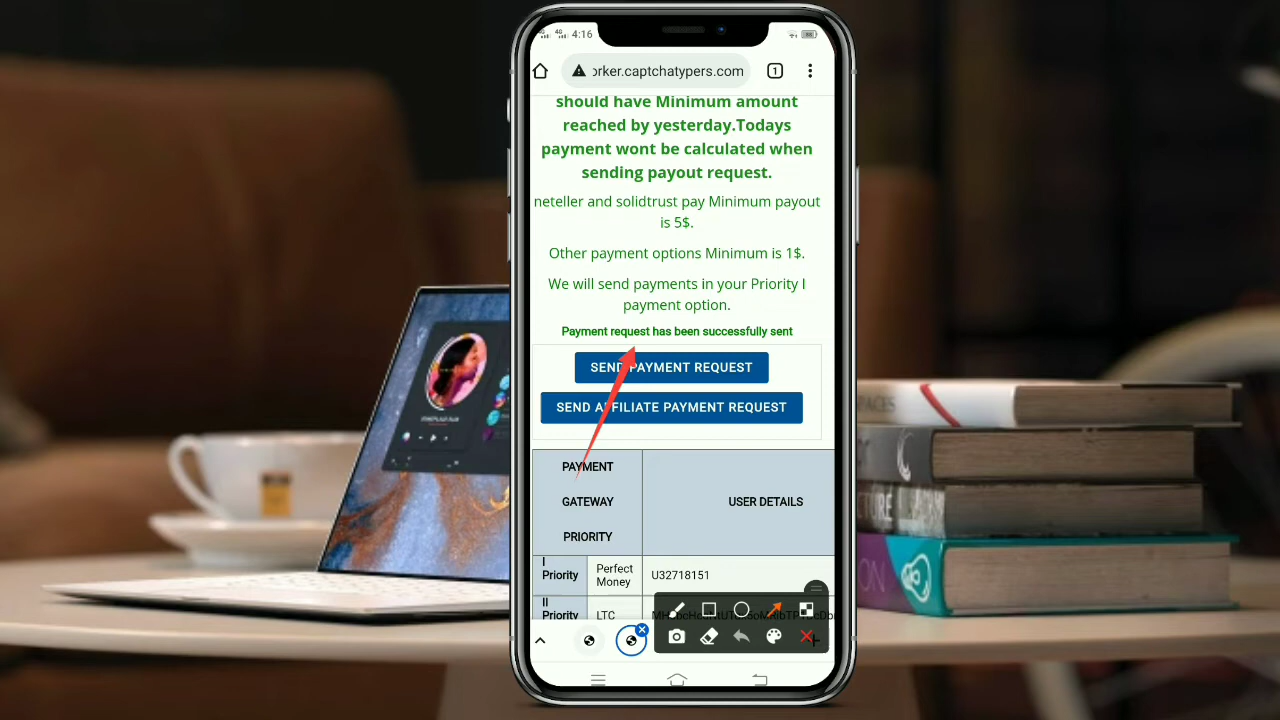 4:16
88
orker.captchatypers.com
1
should have Minimum amount
reached by yesterday.Todays
payment wont be calculated when
sending payout request.
neteller and solidtrust pay Minimum payout
is 5$.
Other payment options Minimum is 1$.
We will send payments in your Priority I
payment option.
Payment request has been successfully sent
SEND PAYMENT REQUEST
SEND AFFILIATE PAYMENT REQUEST
PAYMENT
GATEWAY
PRIORITY
USER DETAILS
I
Priority
Perfect
Money
U32718151
II
Priority
LTC